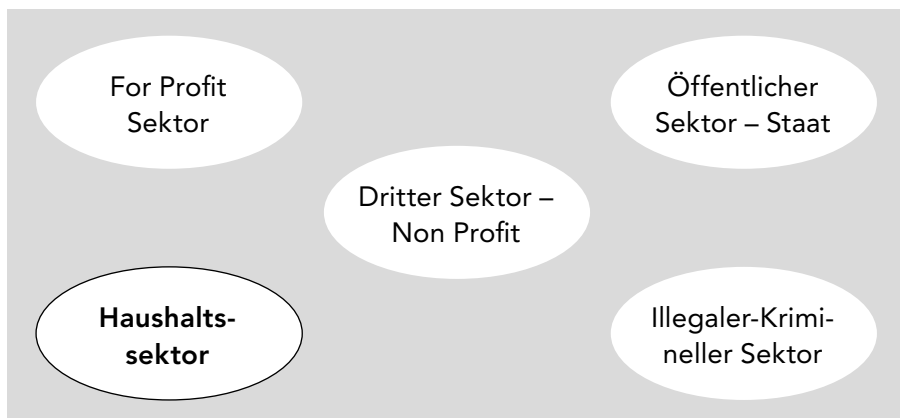 For Profit
Sektor
Öffentlicher
Sektor – Staat
Dritter Sektor –
Non Profit
Haushalts-
sektor
Illegaler-Krimi-
neller Sektor